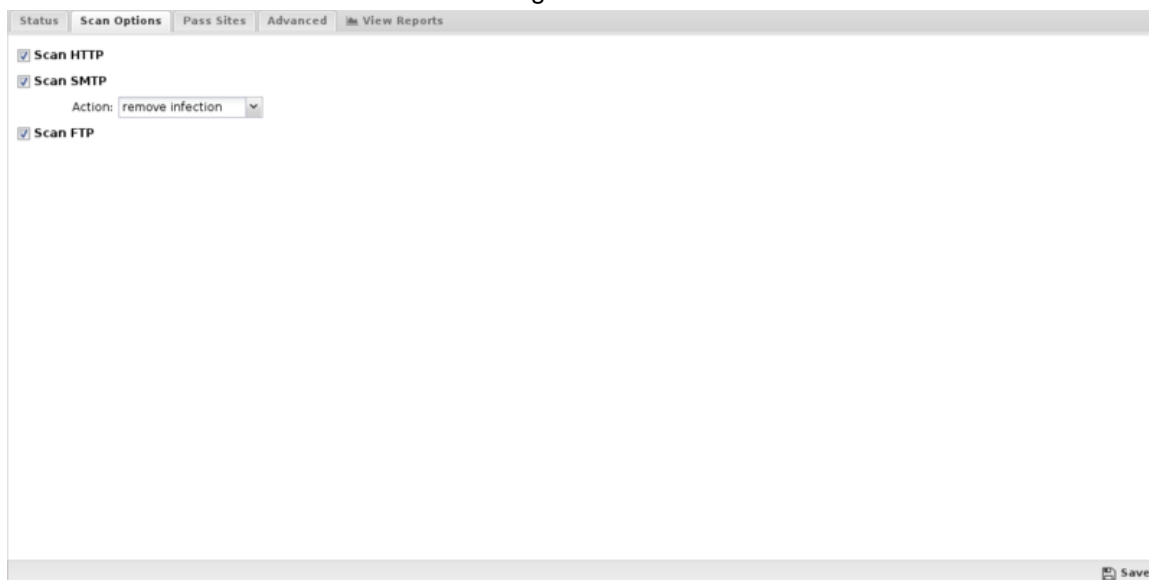 Status Scan Options Pass Sites Advanced View Reports
Scan HTTP
Scan SMTP
Action: remove infection
Scan FTP
Save